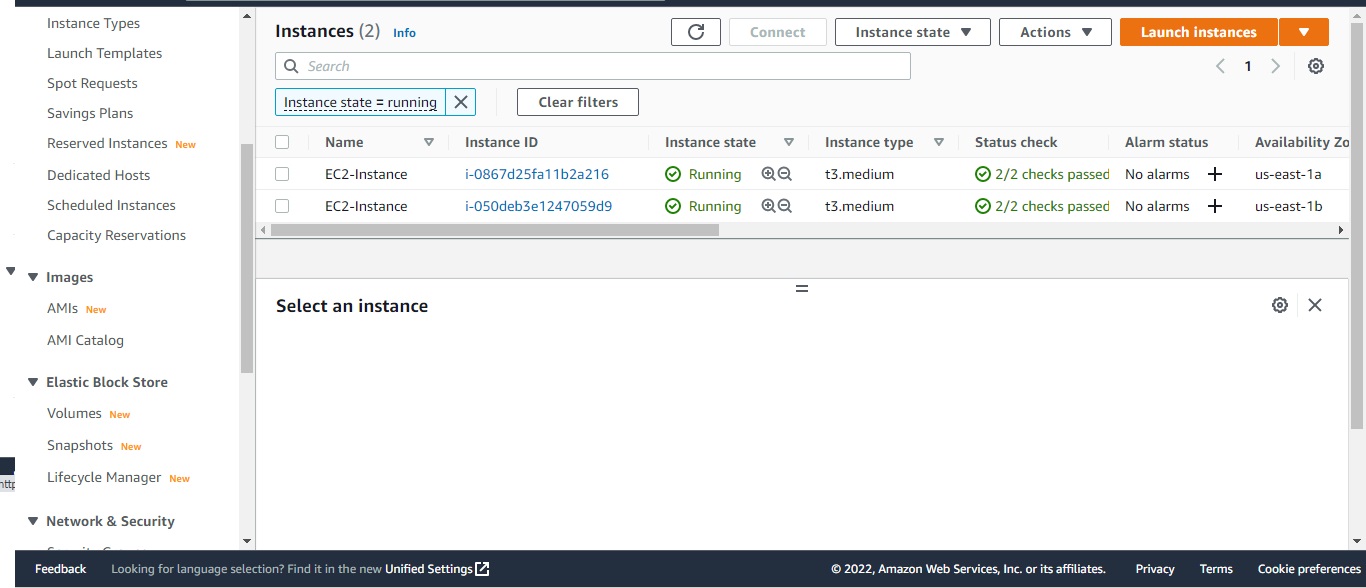 Instance Types
Launch Templates
Spot Requests
Savings Plans
Reserved Instances New
Dedicated Hosts
Scheduled Instances
Capacity Reservations
Images
AMIs New
AMI Catalog
Elastic Block Store
Volumes New
Snapshots New
Lifecycle Manager New
Network & Security
Instances (2) Info
Connect
Instance state
Actions
Launch instances
Search
1
Instance state = running
Clear filters
Name Instance ID Instance state Instance type Status check Alarm status Availability Zo
EC2-Instance i-0867d25fa11b2a216 Running t3.medium 2/2 checks passed No alarms + us-east-1a
EC2-Instance i-050deb3e1247059d9 Running t3.medium 2/2 checks passed No alarms + us-east-1b
Select an instance
http
Feedback Looking for language selection? Find it in the new Unified Settings © 2022, Amazon Web Services, Inc. or its affiliates. Privacy Terms Cookie preferences